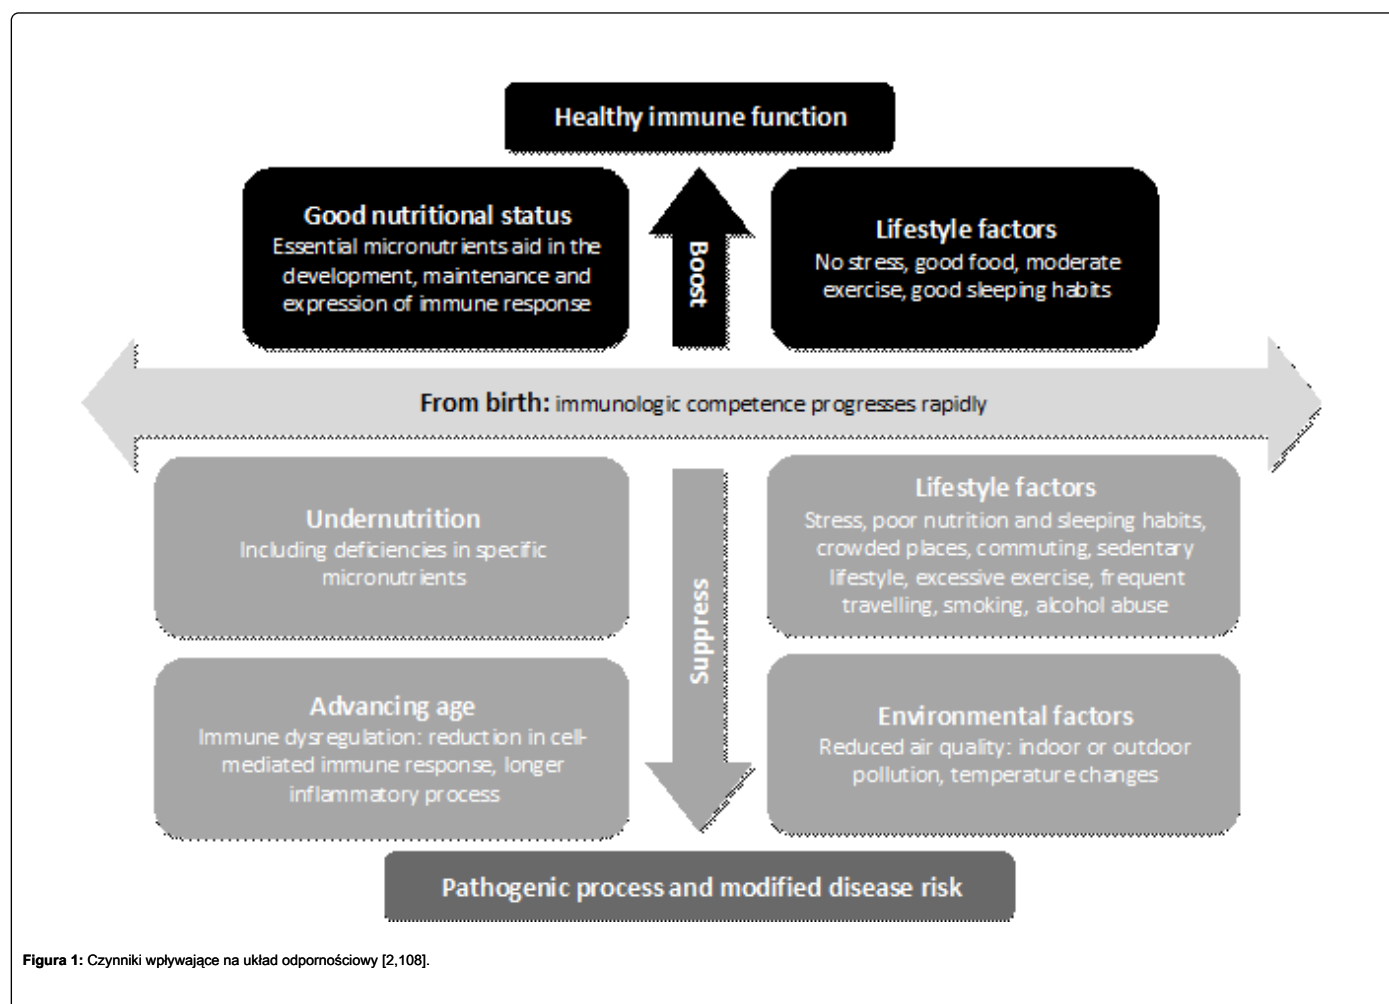 Healthy immune function
Good nutritional status
Essential micronutrients aid in the
development, maintenance and
expression of immune response
Boost
Lifestyle factors
No stress, good food, moderate
exercise, good sleeping habits
From birth: immunologic competence progresses rapidly
Undernutrition
Including deficiencies in specific
micronutrients
Suppress
Lifestyle factors
Stress, poor nutrition and sleeping habits,
crowded places, commuting, sedentary
lifestyle, excessive exercise, frequent
travelling, smoking, alcohol abuse
Advancing age
Immune dysregulation: reduction in cell-
mediated immune response, longer
inflammatory process
Environmental factors
Reduced air quality: indoor or outdoor
pollution, temperature changes
Pathogenic process and modified disease risk
Figura 1: Czynniki wpływające na układ odpornościowy [2,108].